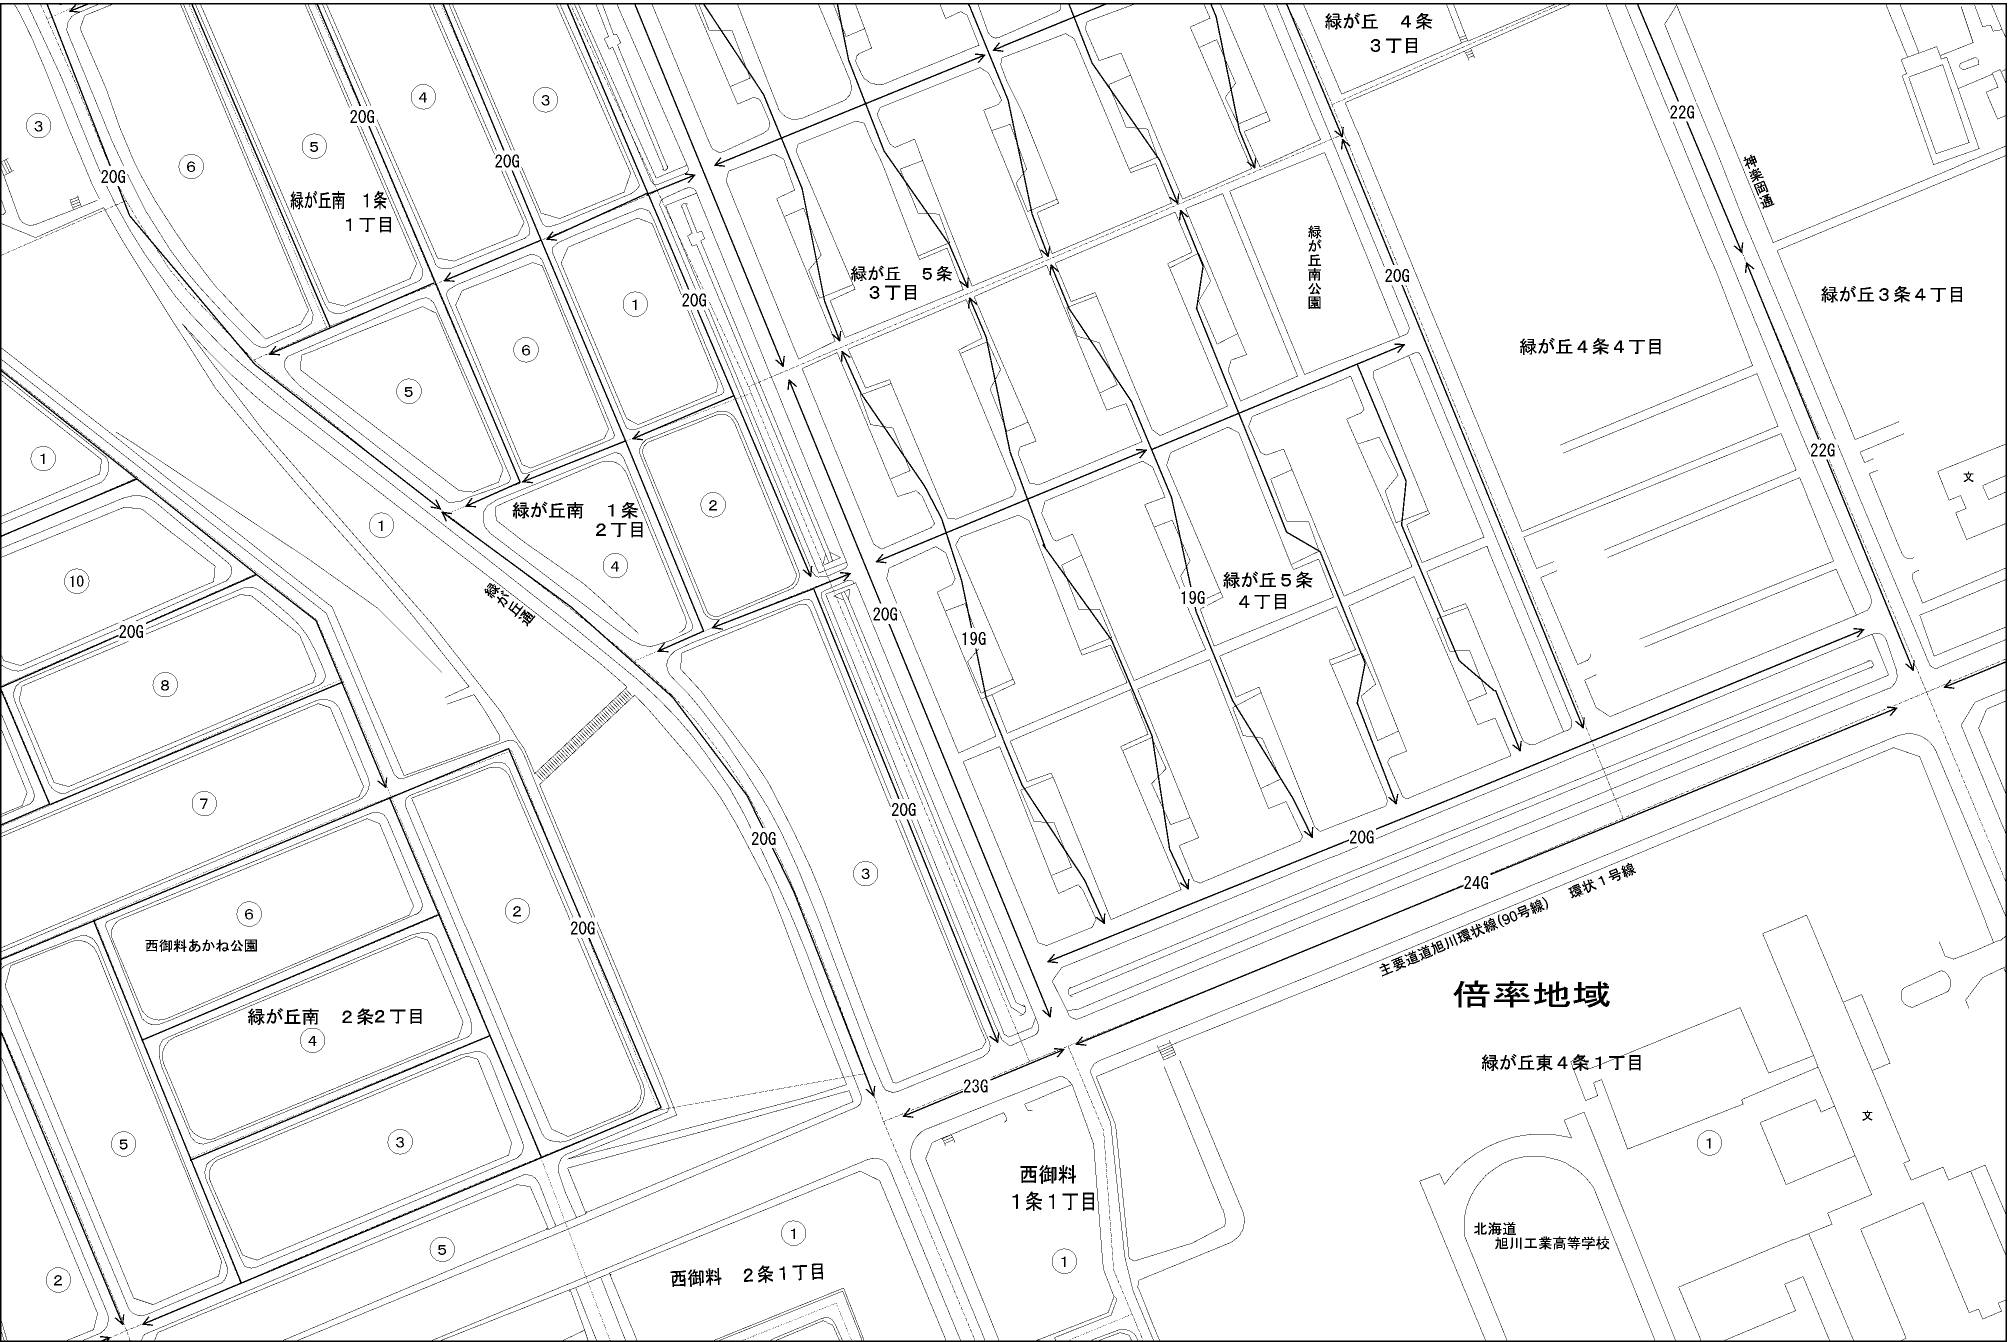 緑が丘　４条
３丁目
③
④
③
⑤
⑥
20G
20G
20G
22G
20G
神楽岡通
緑が丘南　１条
１丁目
緑が丘南公園
緑が丘　５条
３丁目
20G
20G
緑が丘３条４丁目
①
⑥
緑が丘４条４丁目
⑤
①
22G
文
②
緑が丘南　１条
２丁目
①
④
⑩
緑が丘５条
４丁目
緑が丘通
19G
20G
20G
19G
⑧
⑦
20G
20G
20G
③
24G
主要道道旭川環状線(90号線)　環状１号線
⑥
②
20G
西御料あかね公園
倍率地域
緑が丘南　２条２丁目
④
緑が丘東４条１丁目
23G
文
⑤
③
①
西御料
１条１丁目
北海道
旭川工業高等学校
①
⑤
①
②
西御料　２条１丁目